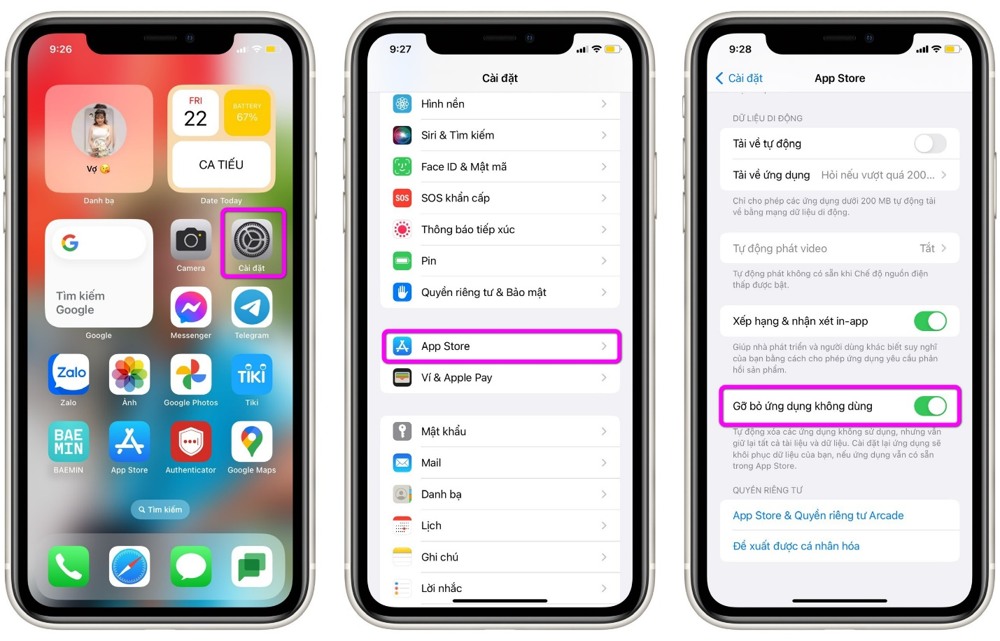 9:26
Vợ 😘
Danh bạ
FRI
22
BATTERY
67%
CA TIẾU
Date Today
Tìm kiếm
Google
Google
Camera
Cài đặt
Messenger
Telegram
Zalo
TIKI
Zalo
Ảnh
Google Photos
Tiki
BAE
MIN
BAEMIN
App Store
Authenticator
Google Maps
Tìm kiếm
9:27
Cài đặt
Hình nền
Siri & Tìm kiếm
Face ID & Mật mã
SOS
SOS khẩn cấp
Thông báo tiếp xúc
Pin
Quyền riêng tư & Bảo mật
App Store
Ví & Apple Pay
Mật khẩu
Mail
Danh bạ
Lịch
Ghi chú
Lời nhắc
9:28
Cài đặt
App Store
DỮ LIỆU DI ĐỘNG
Tải về tự động
Tải về ứng dụng Hỏi nếu vượt quá 200...
Chỉ cho phép các ứng dụng dưới 200 MB tự động tải
về bằng mạng dữ liệu di động.
Tự động phát video Tắt
Tự động phát không có sẵn khi Chế độ nguồn điện
thấp được bật.
Xếp hạng & nhận xét in-app
Giúp nhà phát triển và người dùng khác biết suy nghĩ
của bạn bằng cách cho phép ứng dụng yêu cầu phản
hồi sản phẩm.
Gỡ bỏ ứng dụng không dùng
Tự động xóa các ứng dụng không sử dụng, nhưng vẫn
giữ lại tất cả tài liệu và dữ liệu. Cài đặt lại ứng dụng sẽ
khôi phục dữ liệu của bạn, nếu ứng dụng vẫn có sẵn
trong App Store.
QUYỀN RIÊNG TƯ
App Store & Quyền riêng tư Arcade
Đề xuất được cá nhân hóa